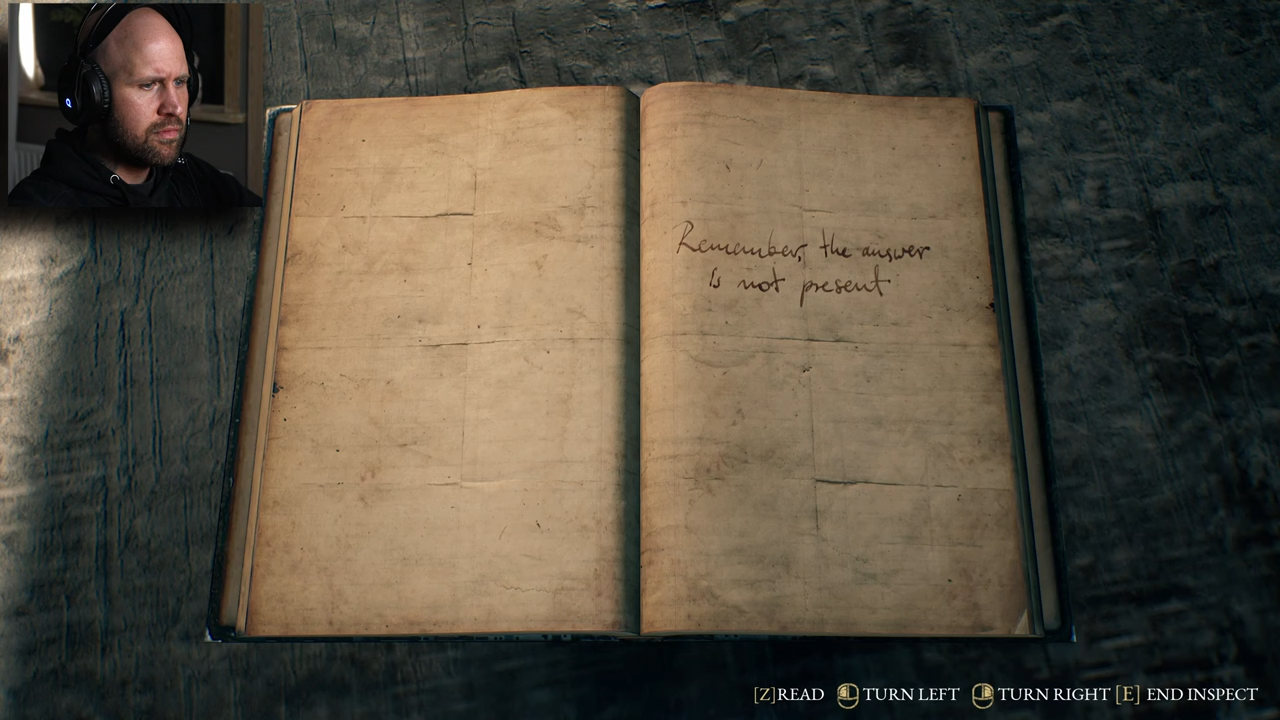 Remember, the answer
is not present
[Z]READ TURN LEFT TURN RIGHT [E] END INSPECT